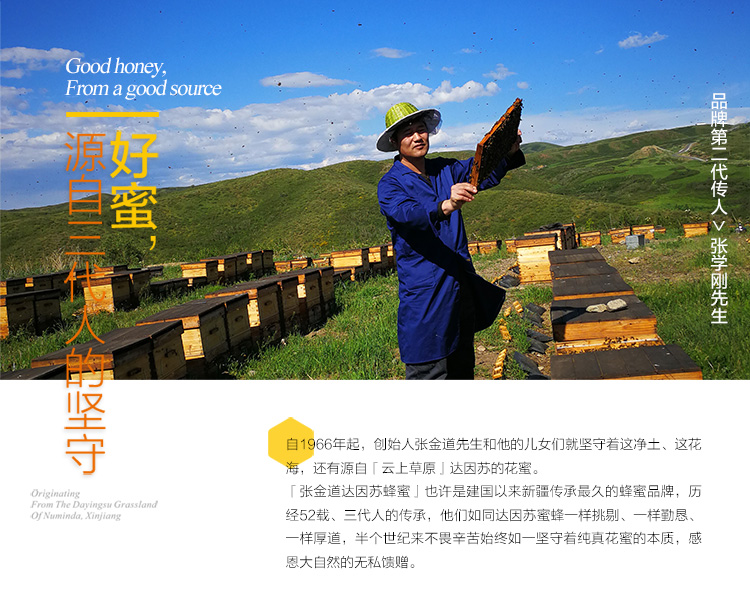 Good honey,
From a good source
好蜜，
源自三代人的坚守
品牌第二代传人 > 张学刚先生
Originating
From The Dayingsu Grassland
Of Numinda, Xinjiang
自1966年起，创始人张金道先生和他的儿女们就坚守着这净土、这花
海，还有源自「云上草原」达因苏的花蜜。
「张金道达因苏蜂蜜」也许是建国以来新疆传承最久的蜂蜜品牌，历
经52载、三代人的传承，他们如同达因苏蜜蜂一样挑剔、一样勤恳、
一样厚道，半个世纪来不畏辛苦始终如一坚守着纯真花蜜的本质，感
恩大自然的无私馈赠。